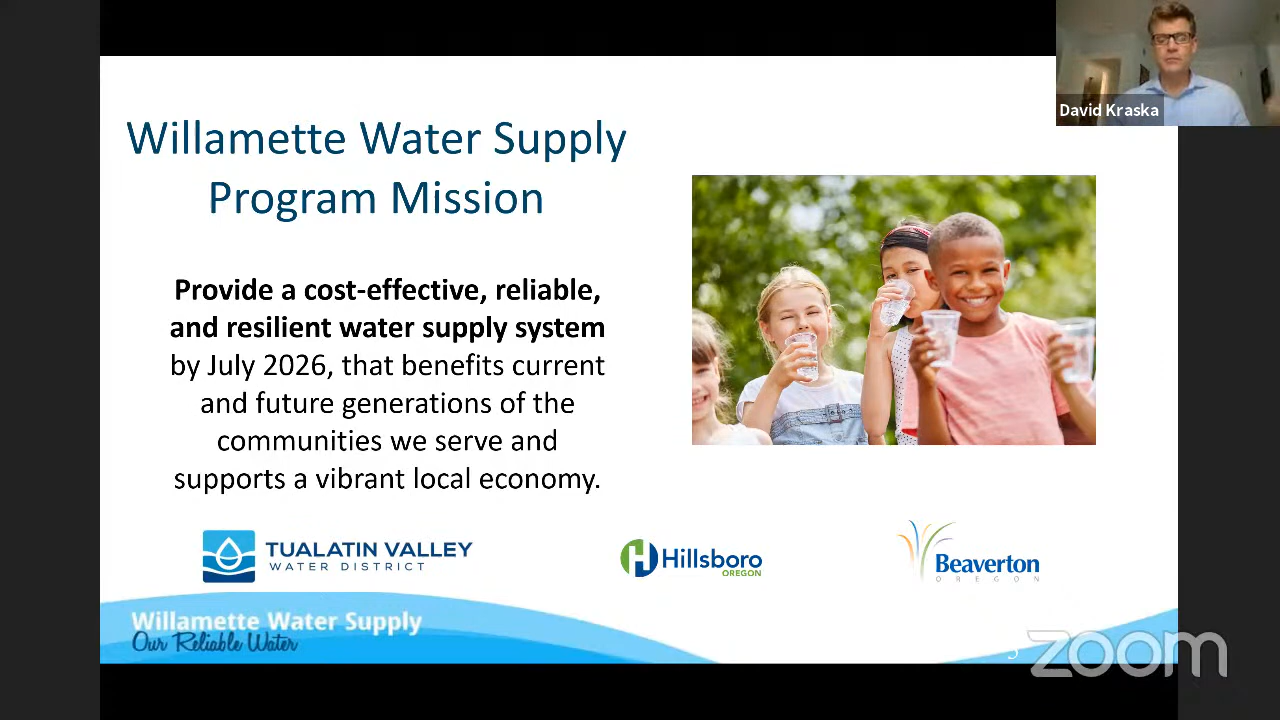 David Kraska
Willamette Water Supply
Program Mission
Provide a cost-effective, reliable,
and resilient water supply system
by July 2026, that benefits current
and future generations of the
communities we serve and
supports a vibrant local economy.
TUALATIN VALLEY
WATER DISTRICT
H
Hillsboro
OREGON
Beaverton
OREGON
Willamette Water Supply
Our Reliable Water
zoom